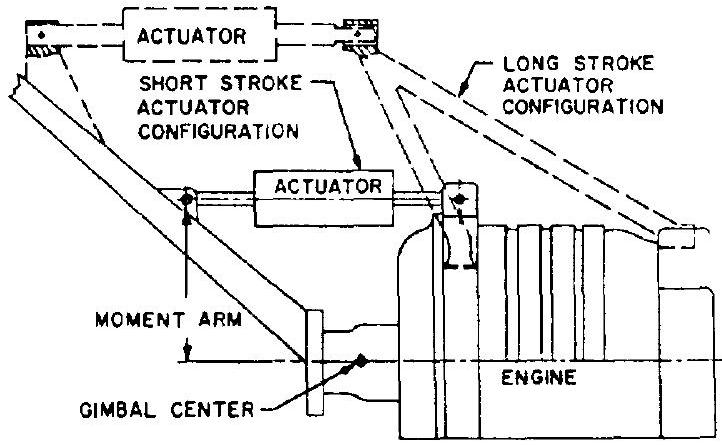 ACTUATOR
LONG STROKE
ACTUATOR
CONFIGURATION
SHORT STROKE
ACTUATOR
CONFIGURATION
ACTUATOR
MOMENT ARM
ENGINE
GIMBAL CENTER